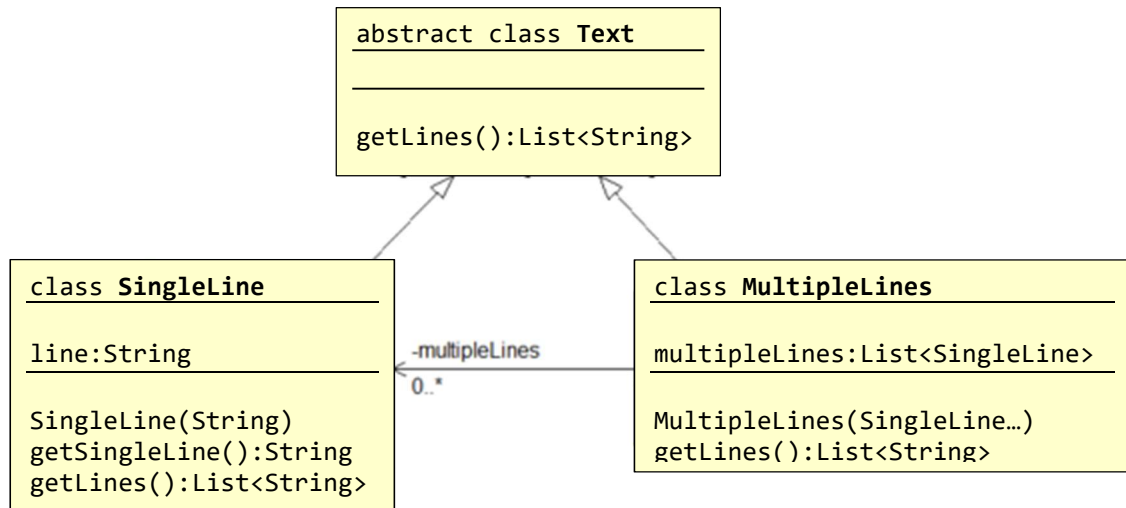 abstract class Text
getLines():List<String>
class SingleLine
line:String
SingleLine(String)
getSingleLine():String
getLines():List<String>
-multipleLines
0..*
class MultipleLines
multipleLines:List<SingleLine>
MultipleLines(SingleLine…)
getLines():List<String>